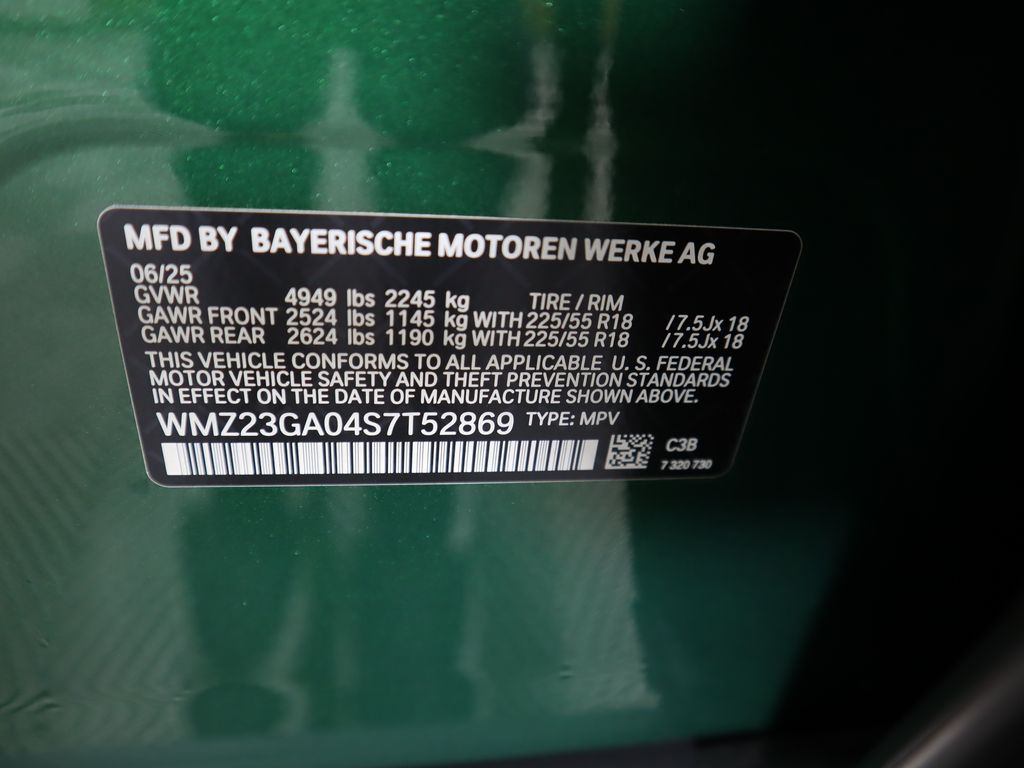 MFD BY BAYERISCHE MOTOREN WERKE AG
06/25
GVWR 4949 lbs 2245 kg TIRE / RIM
GAWR FRONT 2524 lbs 1145 kg WITH 225/55 R18 / 7.5Jx 18
GAWR REAR 2624 lbs 1190 kg WITH 225/55 R18 / 7.5Jx 18
THIS VEHICLE CONFORMS TO ALL APPLICABLE U. S. FEDERAL
MOTOR VEHICLE SAFETY AND THEFT PREVENTION STANDARDS
IN EFFECT ON THE DATE OF MANUFACTURE SHOWN ABOVE.
WMZ23GA04S7T52869 TYPE: MPV
C3B
7 320 730